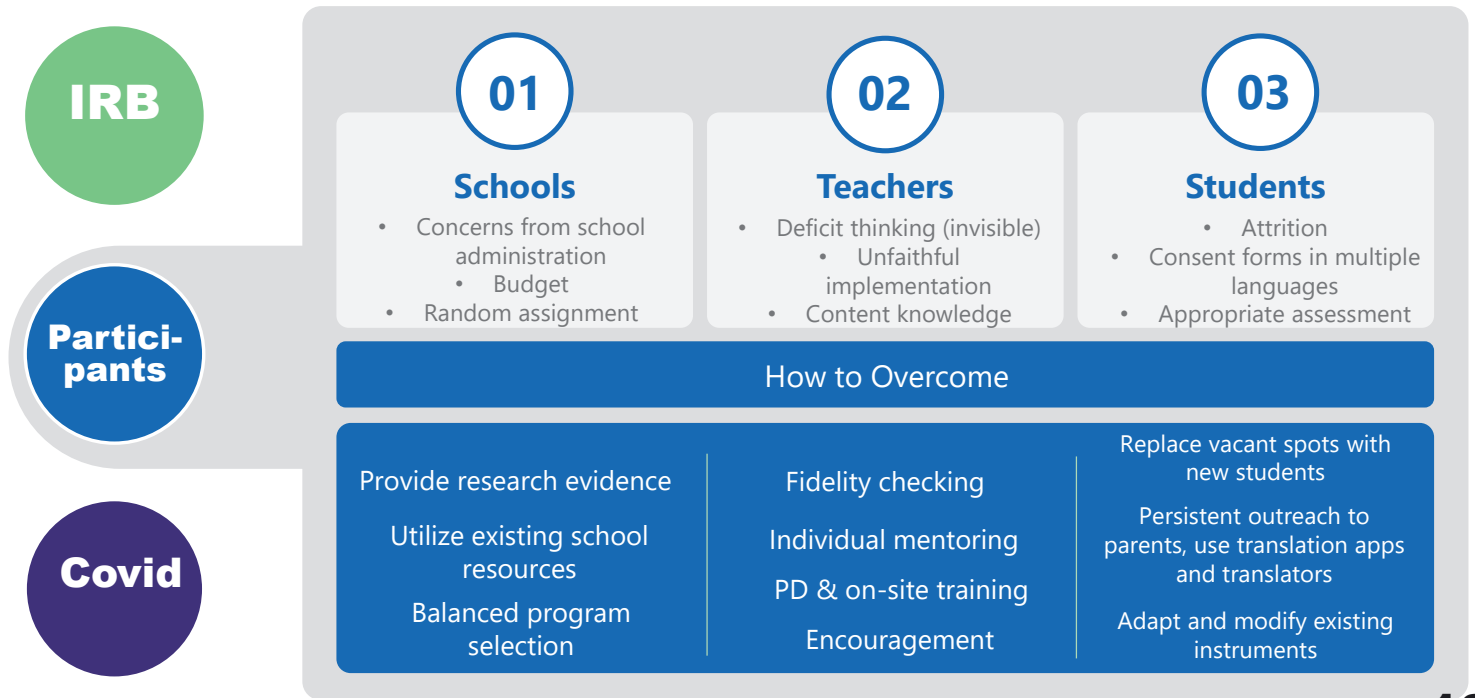 IRB
Partici-
pants
Covid
01
Schools
• Concerns from school
administration
• Budget
• Random assignment
02
Teachers
• Deficit thinking (invisible)
• Unfaithful
implementation
• Content knowledge
03
Students
• Attrition
• Consent forms in multiple
languages
• Appropriate assessment
How to Overcome
Provide research evidence
Utilize existing school
resources
Balanced program
selection
Fidelity checking
Individual mentoring
PD & on-site training
Encouragement
Replace vacant spots with
new students
Persistent outreach to
parents, use translation apps
and translators
Adapt and modify existing
instruments